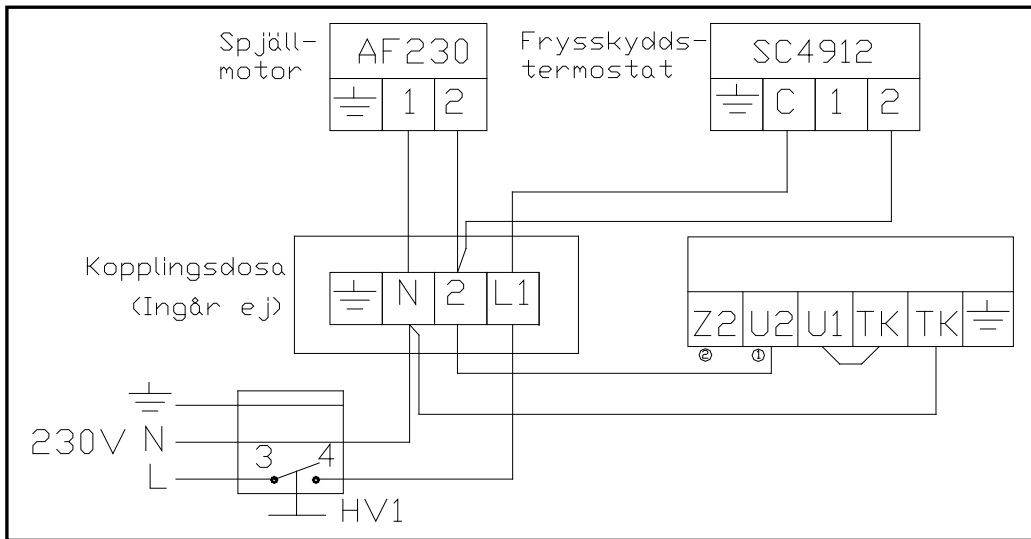 Spjäll-
motor
AF230
1 2
Frysskydds-
termostat
SC4912
C 1 2
Kopplingsdosa
(Ingår ej)
N 2 L1
Z2 U2 U1 TK TK
② ①
230V N
L
3 4
HV1